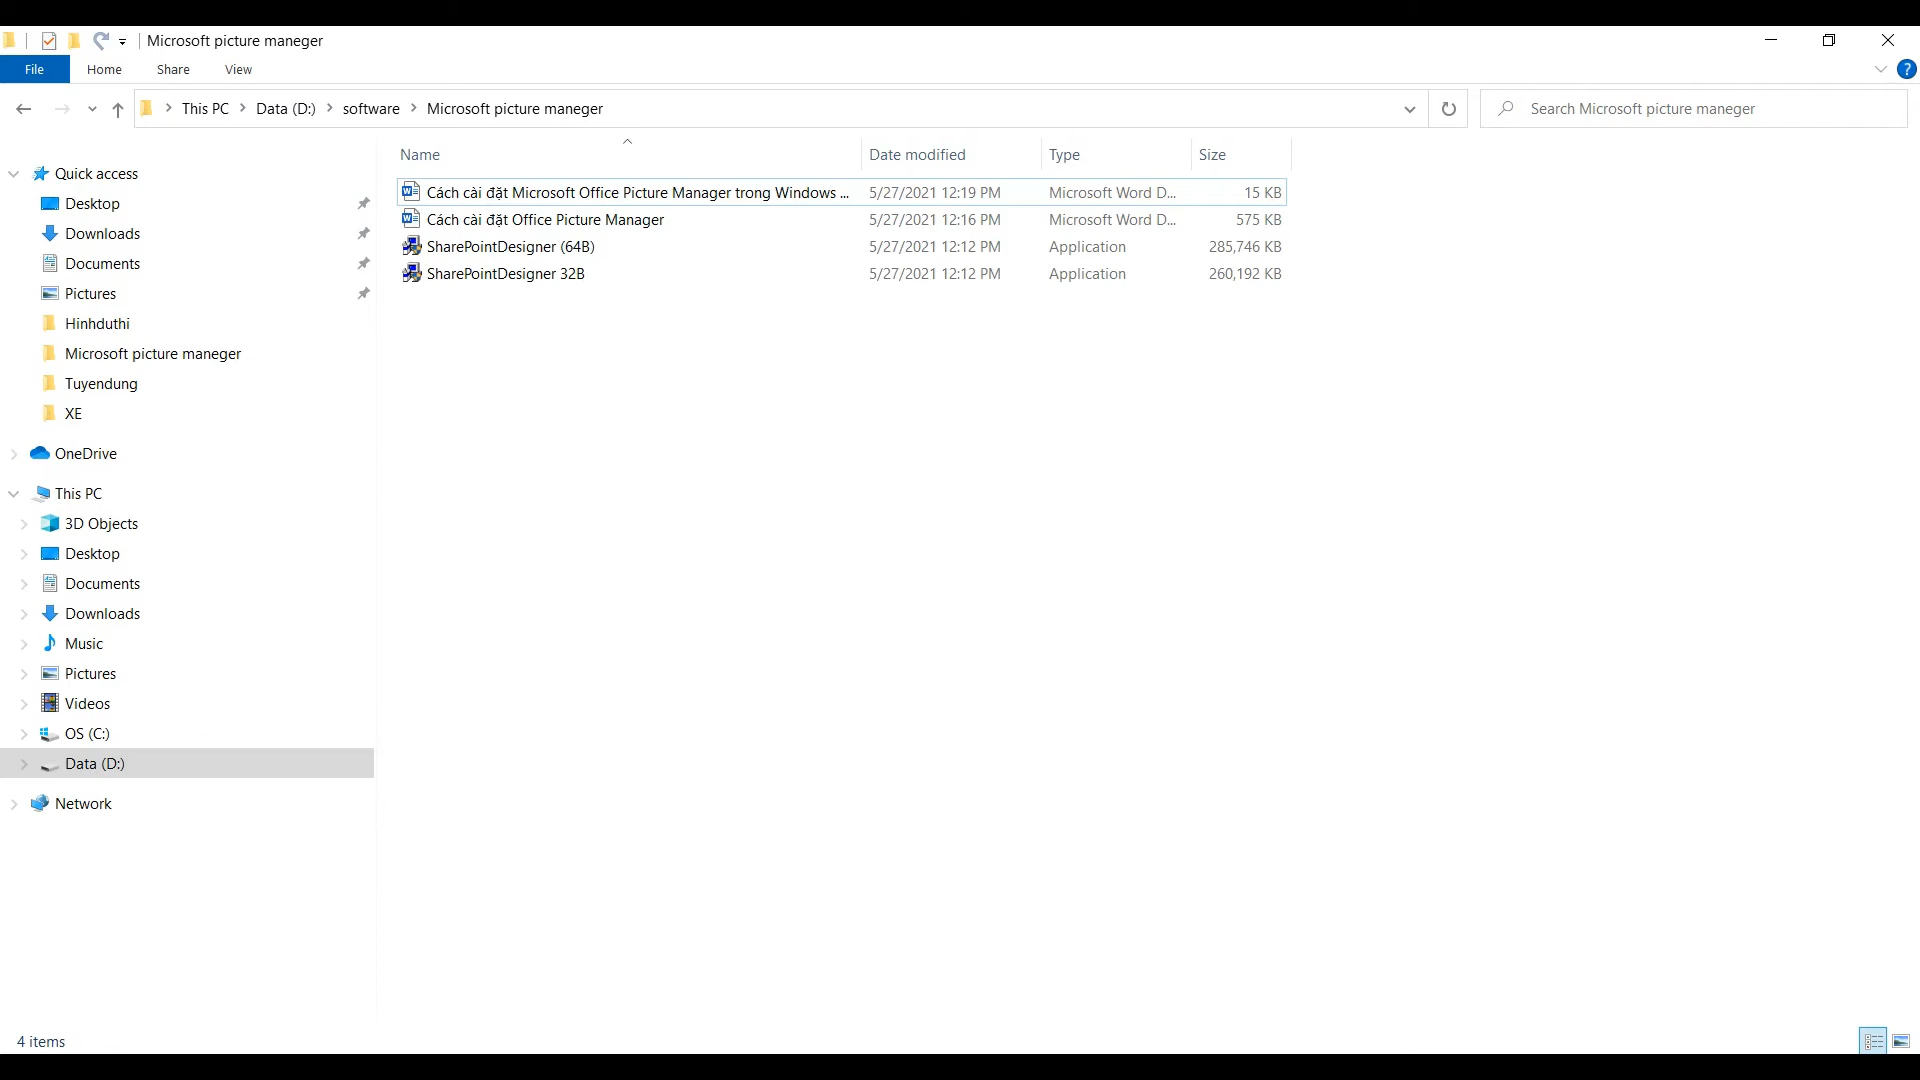 Microsoft picture maneger
File Home Share View
This PC Data (D:) software Microsoft picture maneger Search Microsoft picture maneger
Name Date modified Type Size
Quick access
Desktop
Downloads
Documents
Pictures
Hinhduthi
Microsoft picture maneger
Tuyendung
XE
OneDrive
This PC
3D Objects
Desktop
Documents
Downloads
Music
Pictures
Videos
OS (C:)
Data (D:)
Network
Cách cài đặt Microsoft Office Picture Manager trong Windows ... 5/27/2021 12:19 PM Microsoft Word D... 15 KB
Cách cài đặt Office Picture Manager 5/27/2021 12:16 PM Microsoft Word D... 575 KB
SharePointDesigner (64B) 5/27/2021 12:12 PM Application 285,746 KB
SharePointDesigner 32B 5/27/2021 12:12 PM Application 260,192 KB
4 items